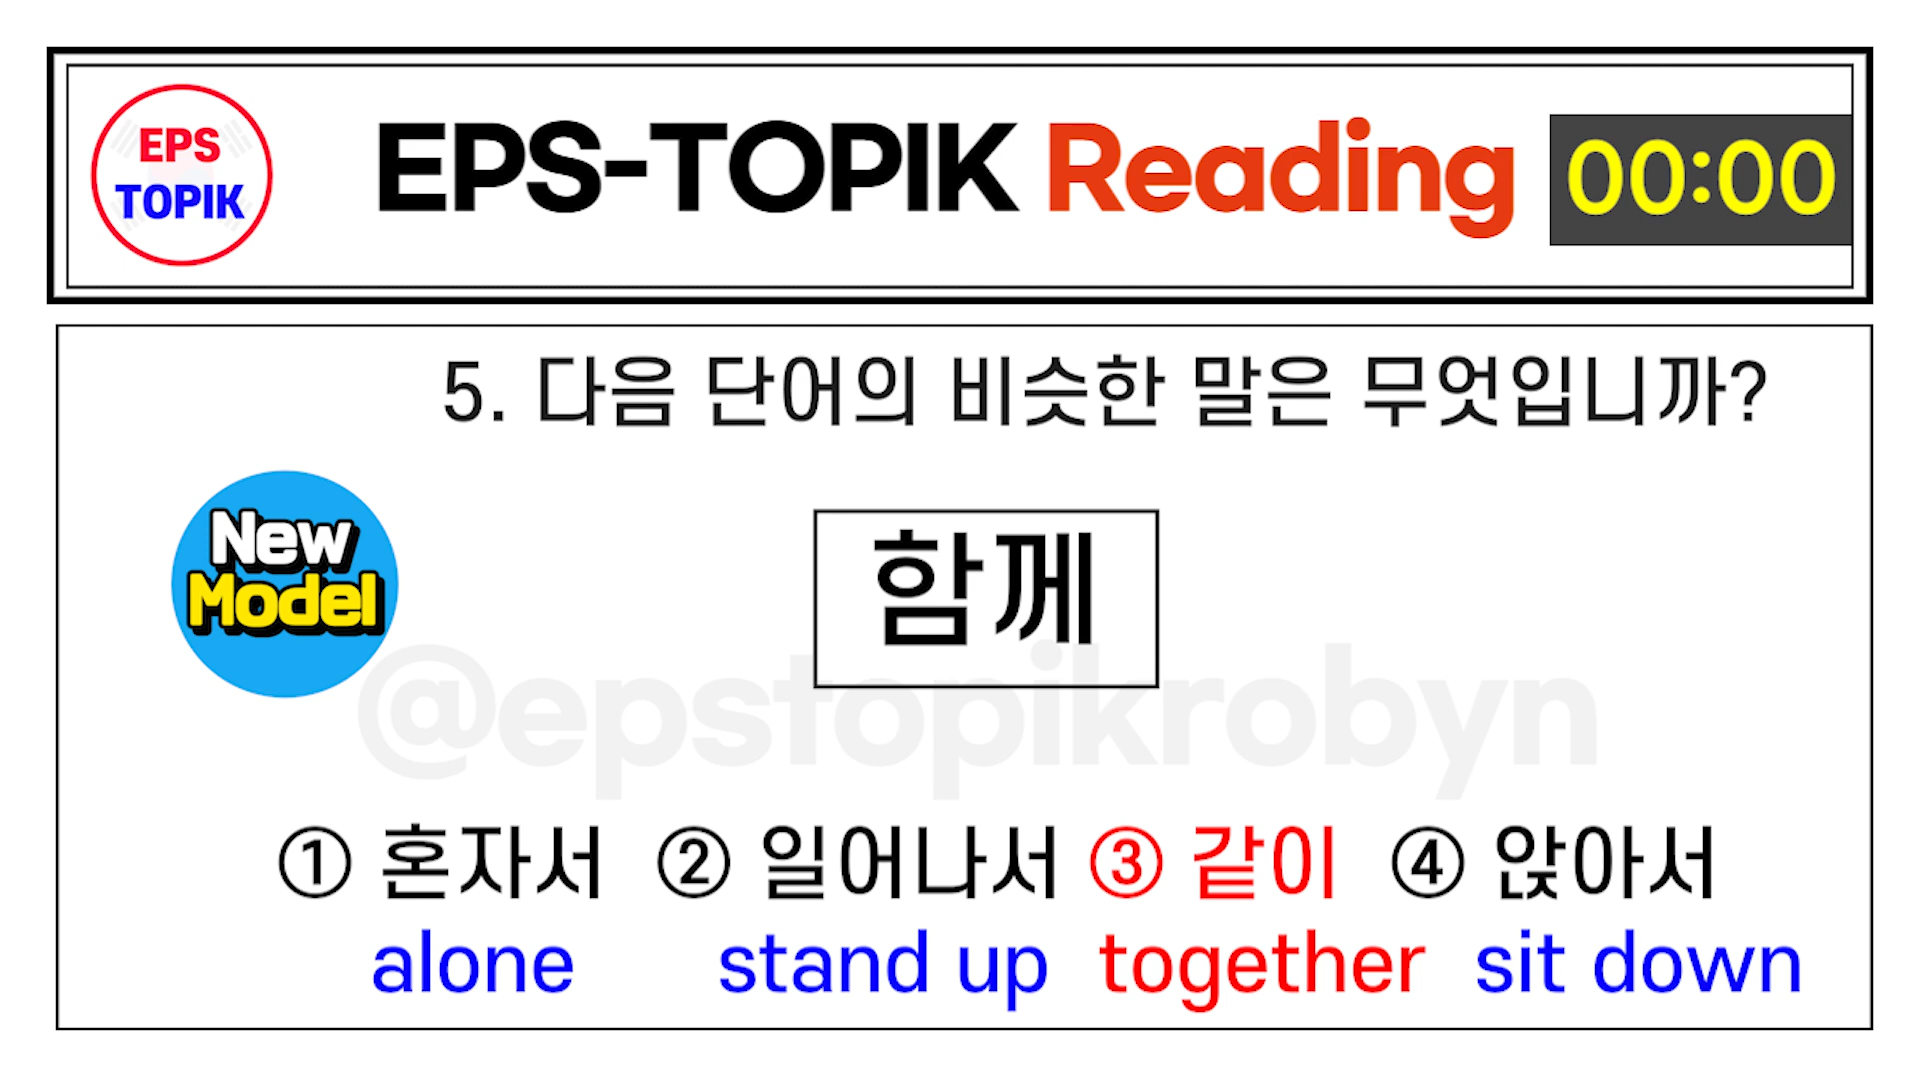 EPS
TOPIK
EPS-TOPIK Reading
00:00
5. 다음 단어의 비슷한 말은 무엇입니까?
New
Model
함께
@epstopikrobyn
① 혼자서 ② 일어나서 ③ 같이 ④ 앉아서
alone stand up together sit down